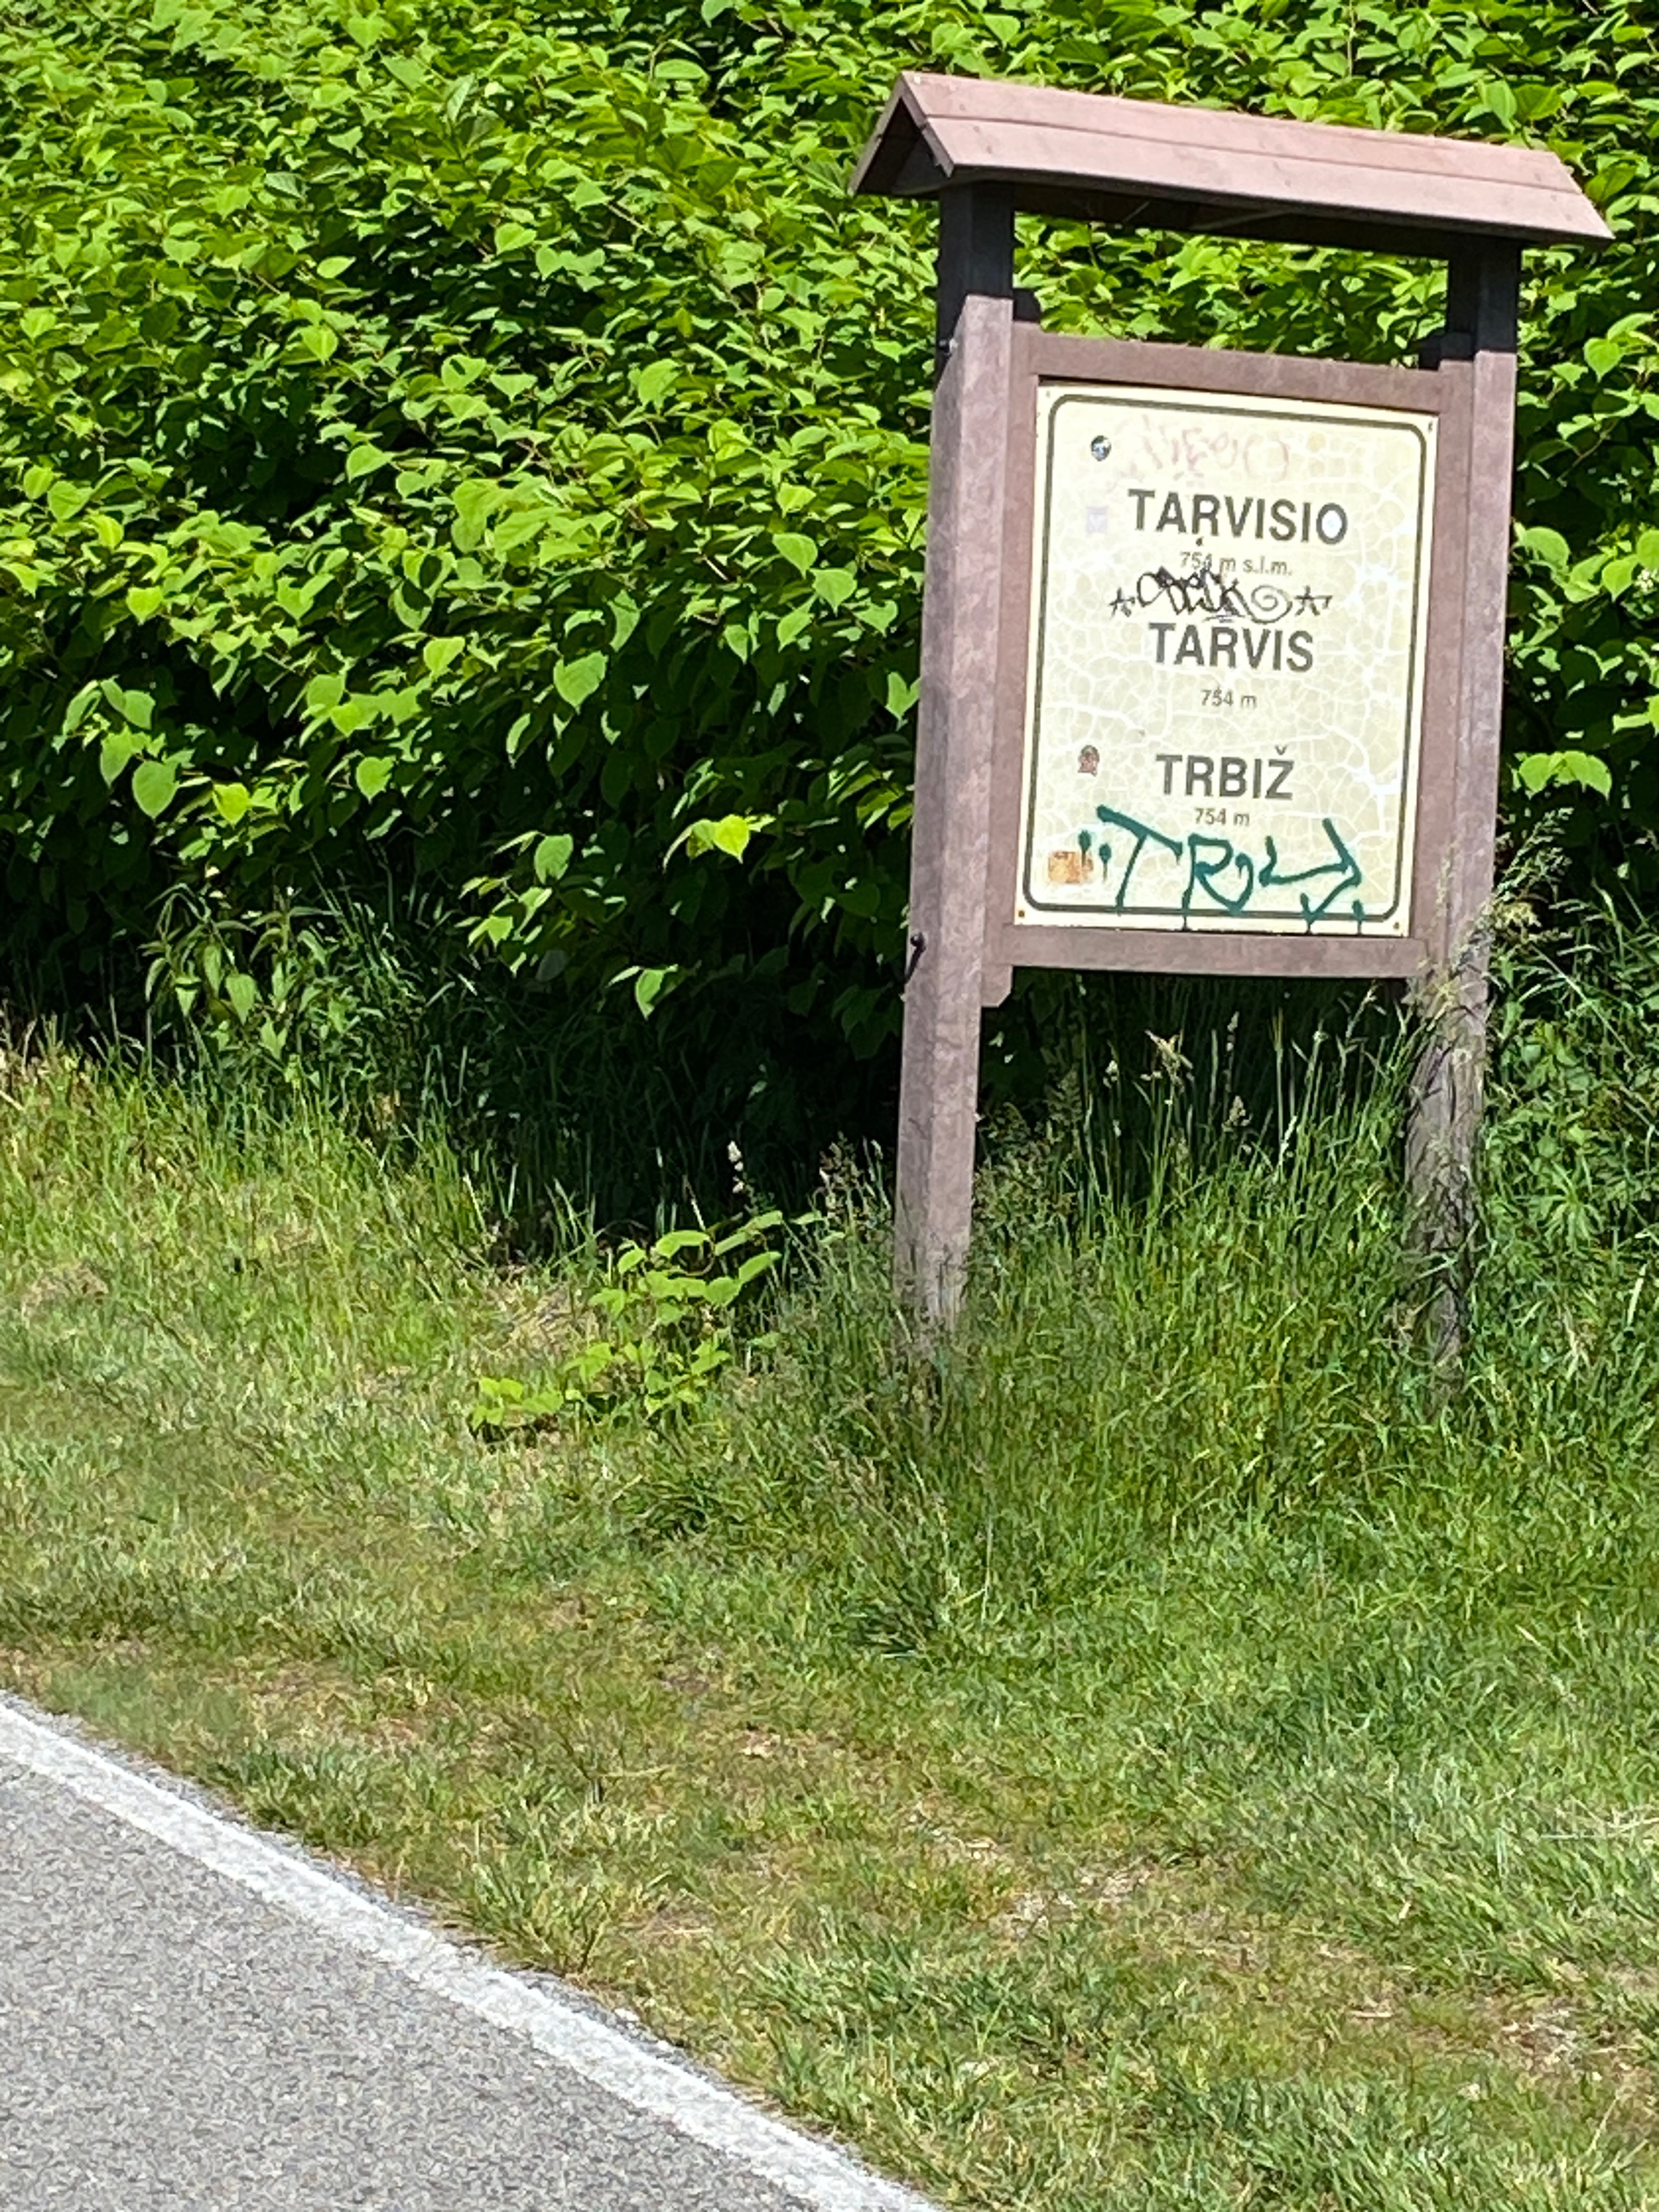 TARVISIO
754 m s.l.m.
TARVIS
754 m
TRBIŽ
754 m